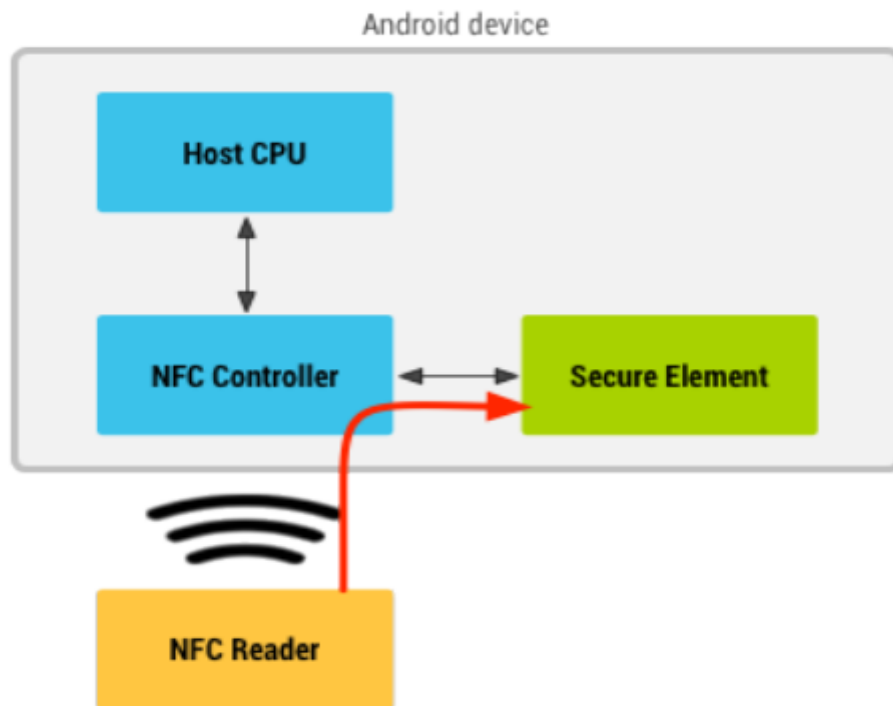 Android device
Host CPU
NFC Controller
Secure Element
NFC Reader